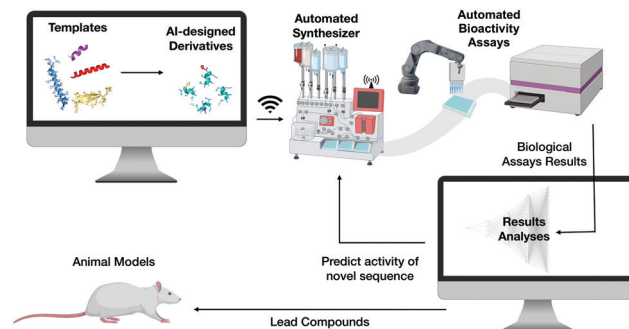 Templates
AI-designed
Derivatives
Automated
Synthesizer
Automated
Bioactivity
Assays
Biological
Assays Results
Results
Analyses
Predict activity of
novel sequence
Animal Models
Lead Compounds